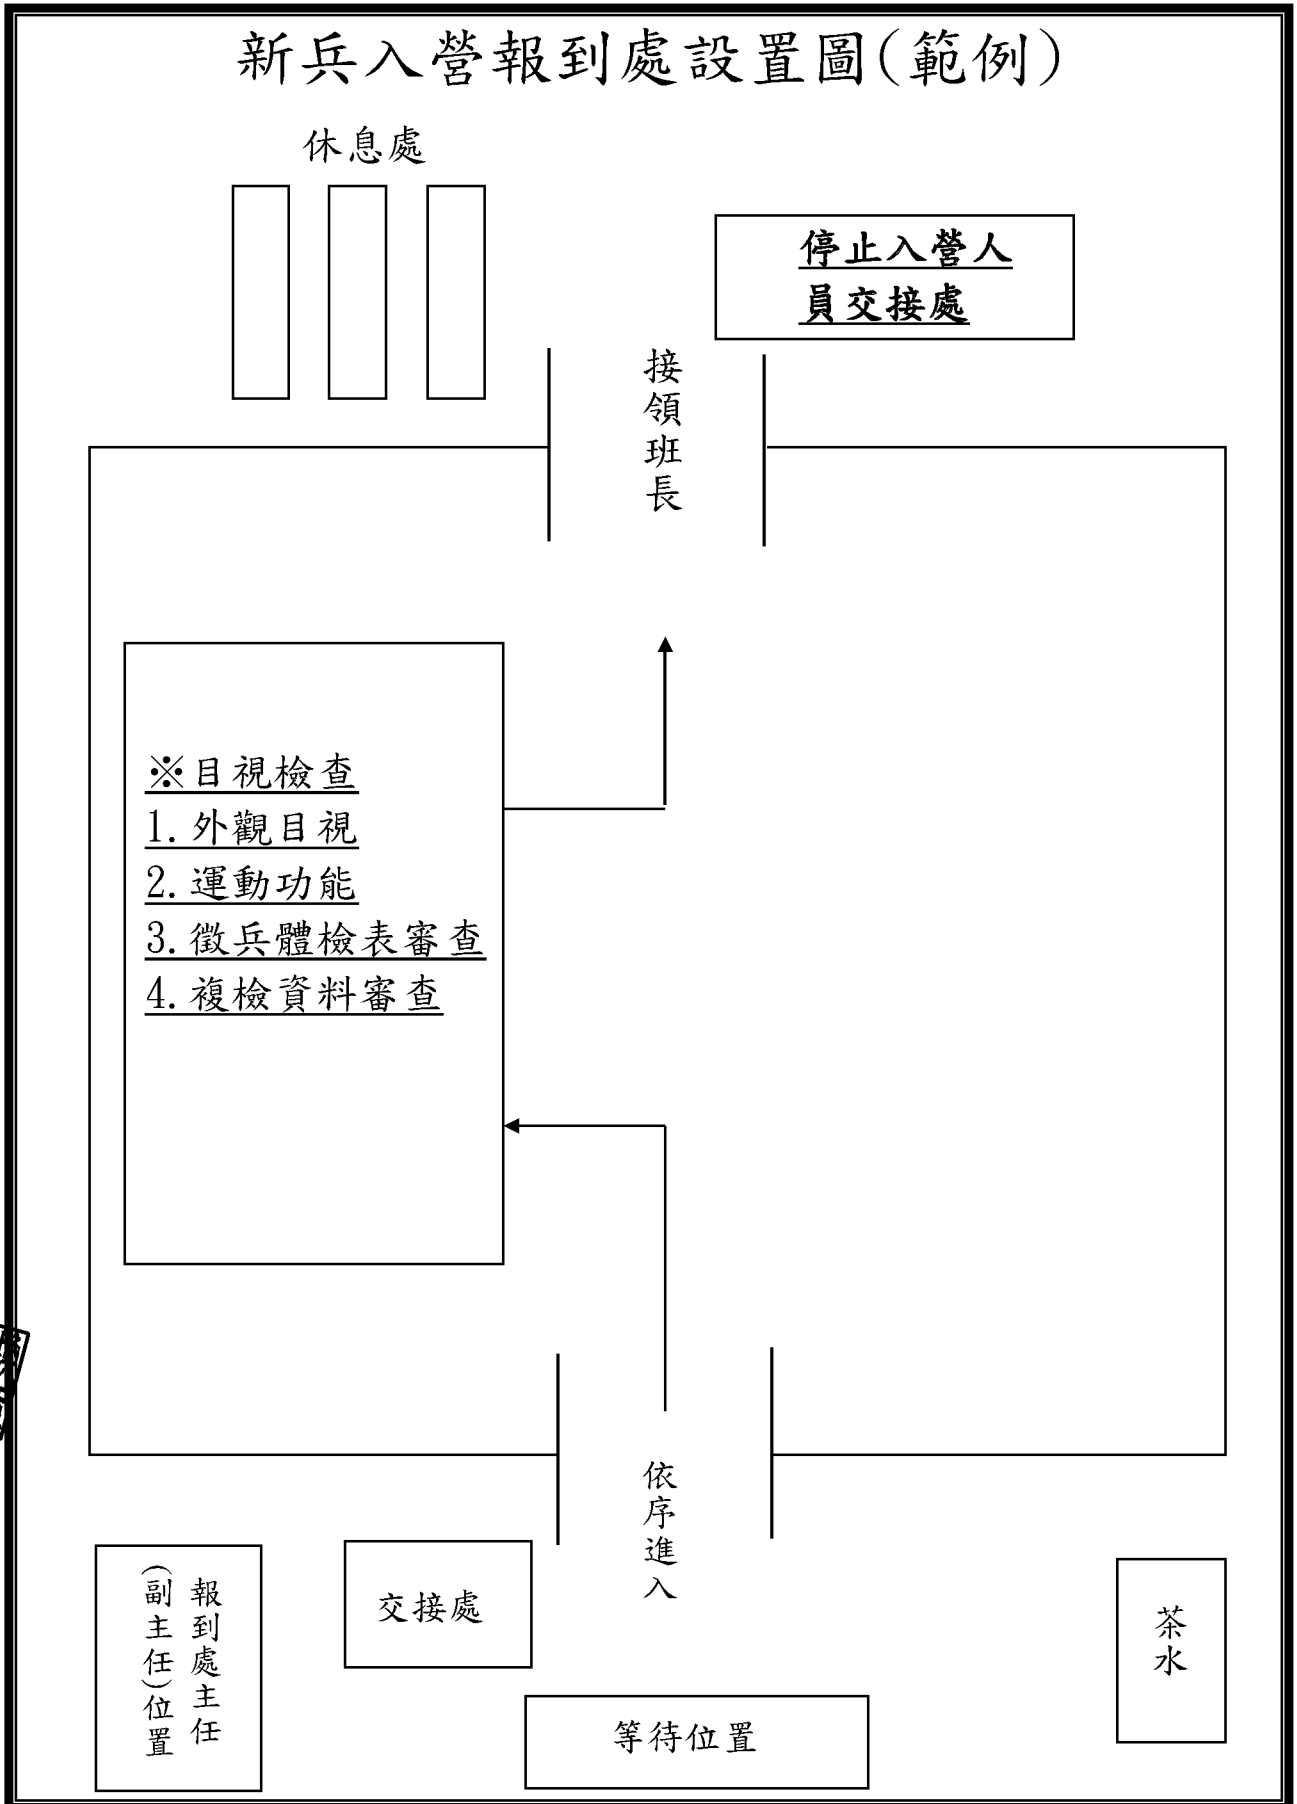 新兵入營報到處設置圖(範例)
休息處
停止入營人
員交接處
接領班長
※目視檢查
1.外觀目視
2.運動功能
3.徵兵體檢表審查
4.複檢資料審查
依序進入
報到處主任
(副主任)位置
交接處
茶水
等待位置